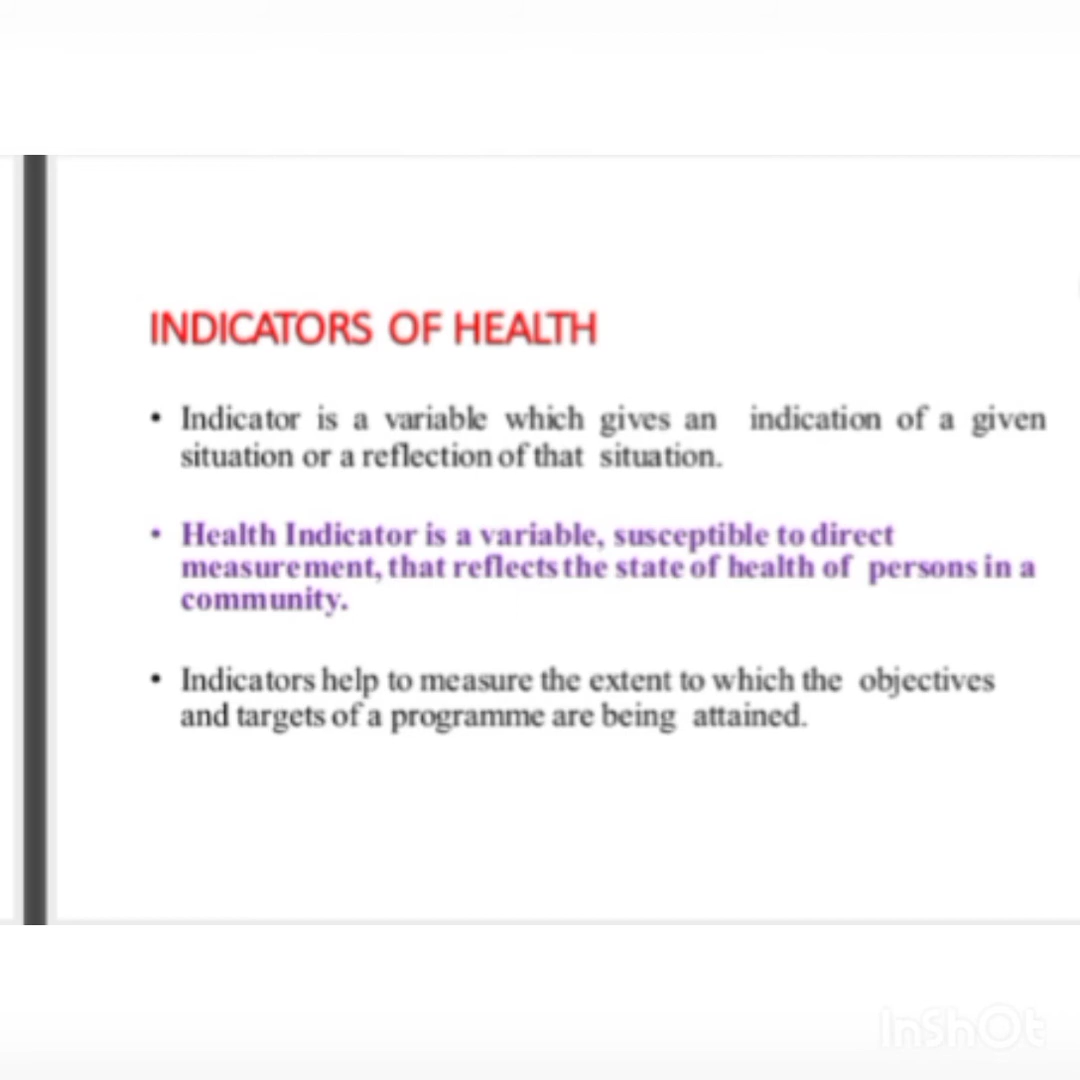 INDICATORS OF HEALTH
• Indicator is a variable which gives an indication of a given
situation or a reflection of that situation.
• Health Indicator is a variable, susceptible to direct
measurement, that reflects the state of health of persons in a
community.
• Indicators help to measure the extent to which the objectives
and targets of a programme are being attained.
InShOt